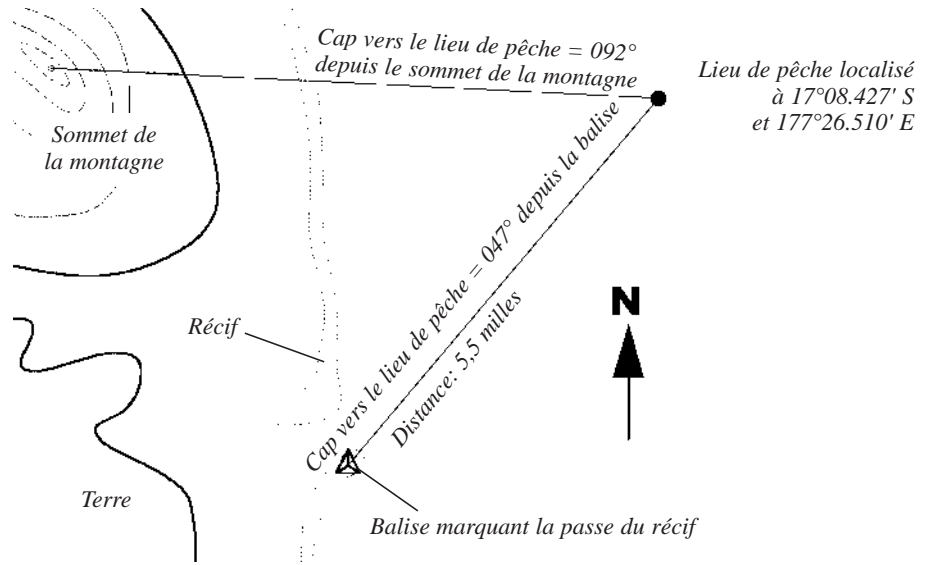 Cap vers le lieu de pêche = 092°
depuis le sommet de la montagne
Lieu de pêche localisé
à 17°08.427' S
et 177°26.510' E
Sommet de
la montagne
Cap vers le lieu de pêche = 047° depuis la balise
Distance: 5,5 milles
N
Récif
Terre
Balise marquant la passe du récif